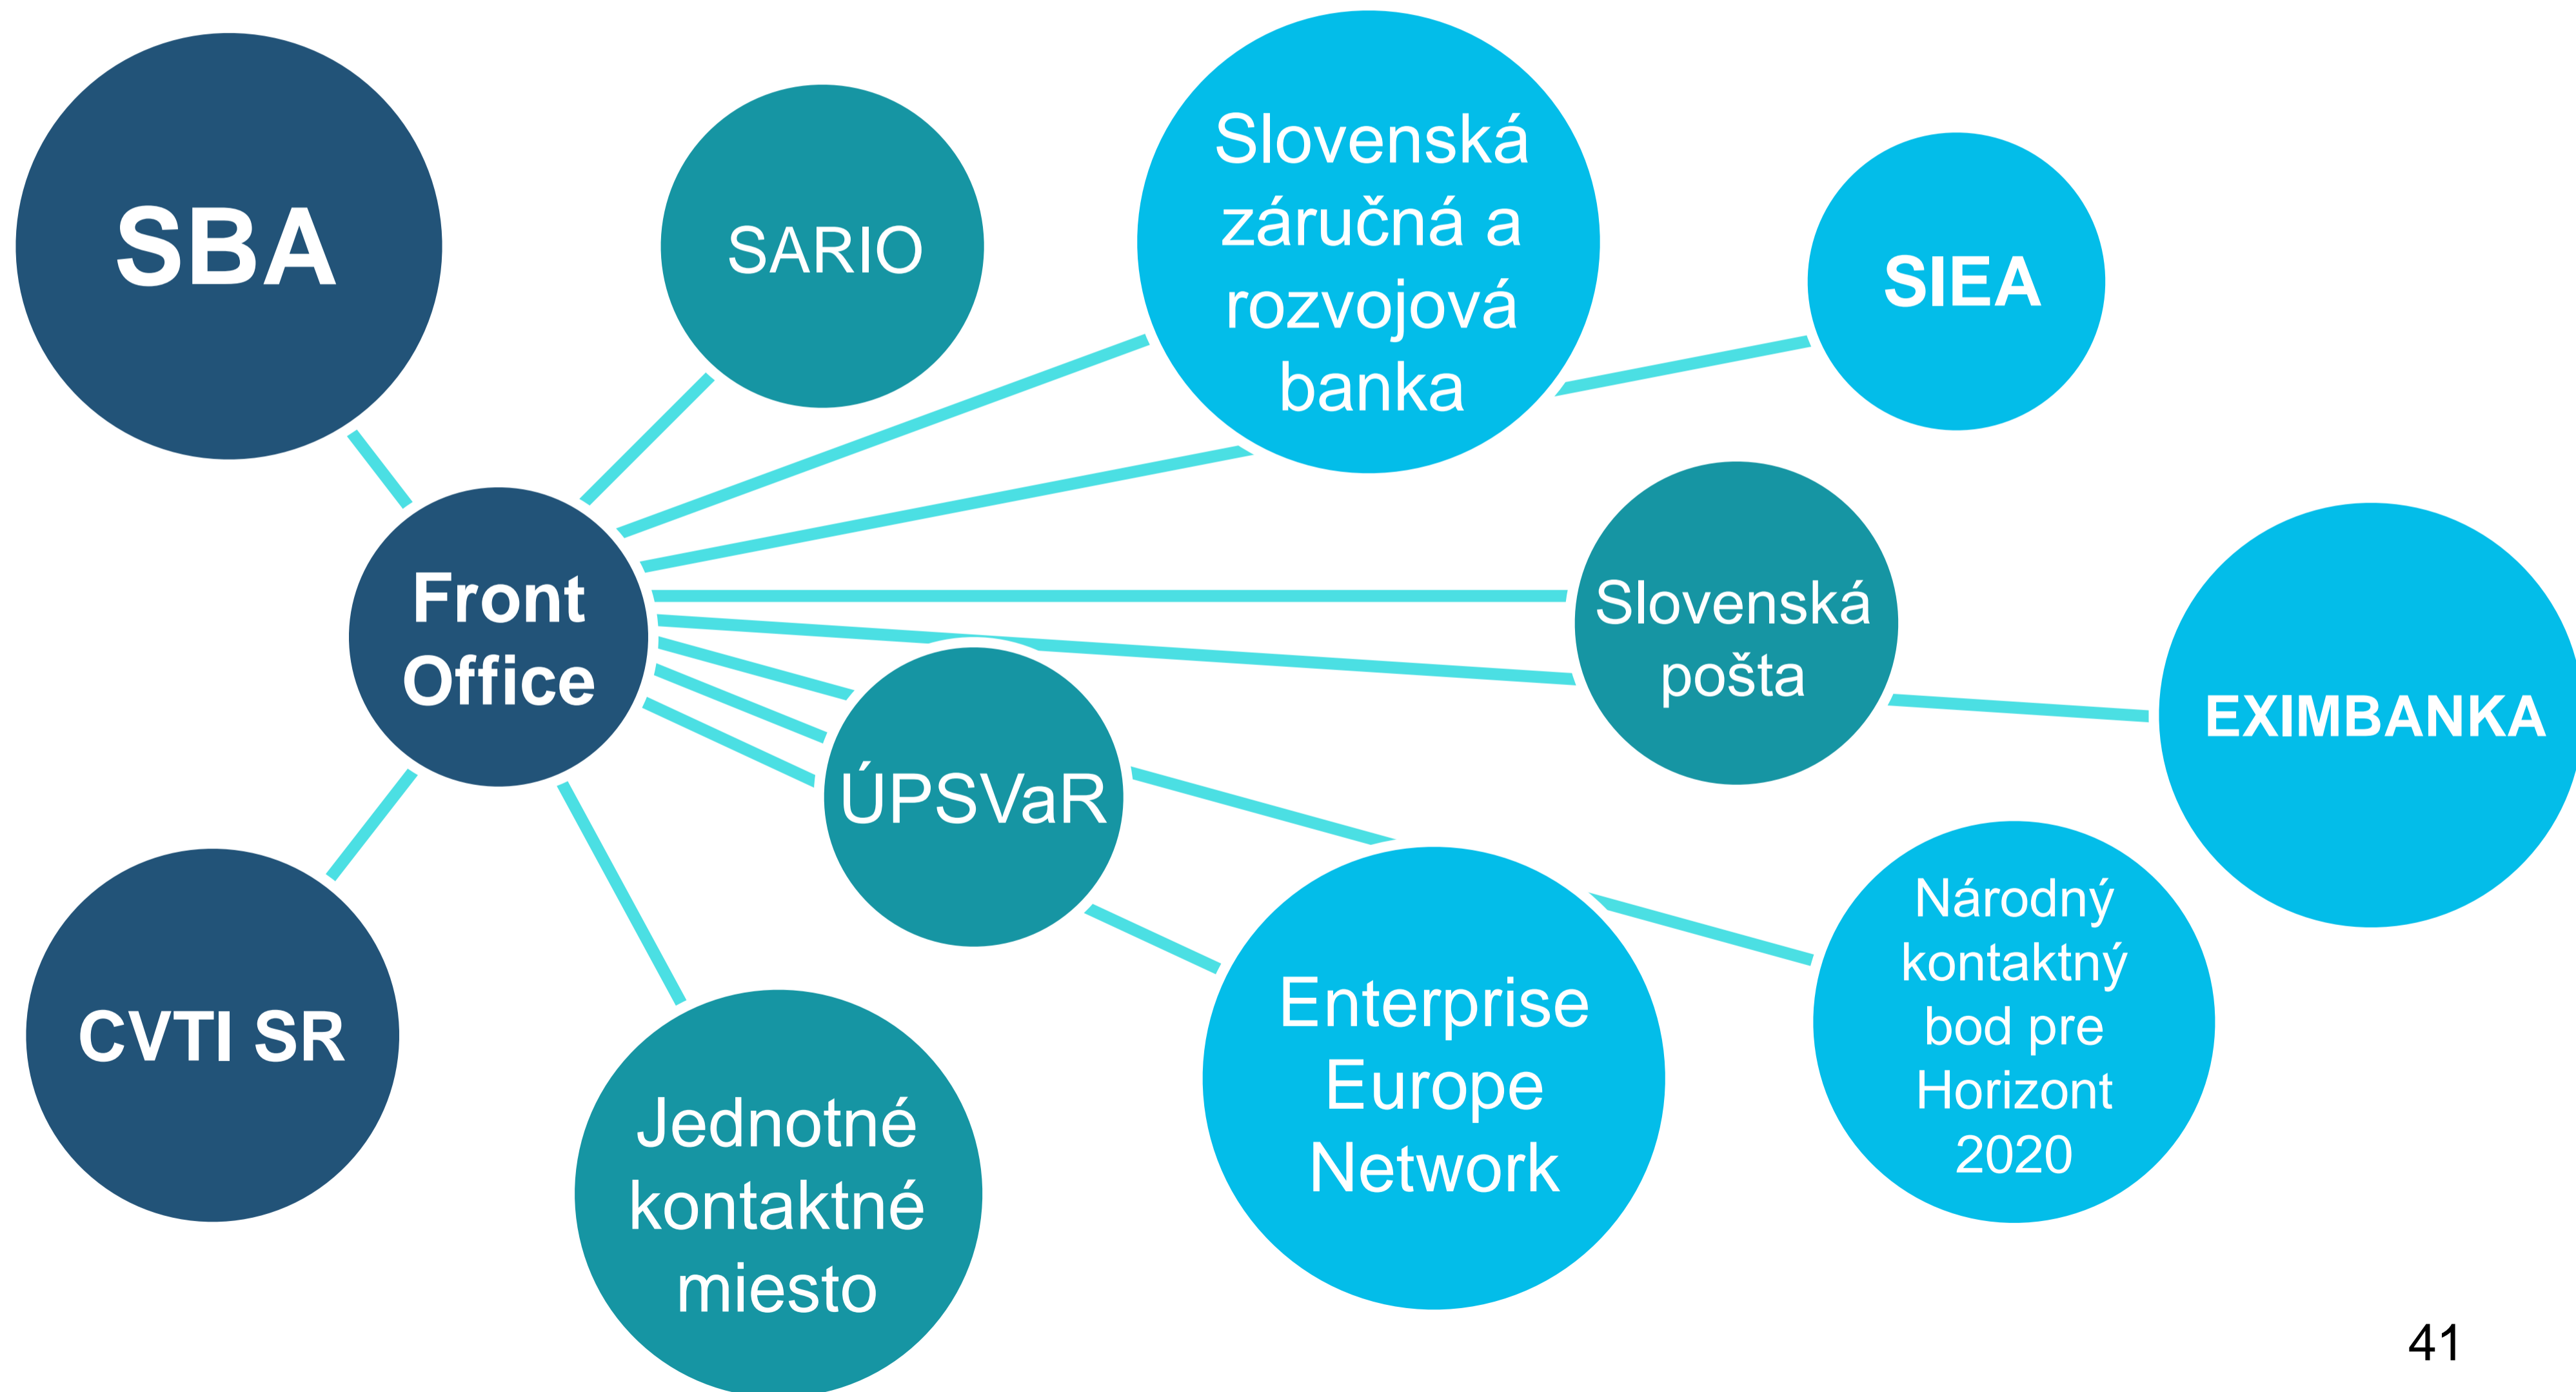 SBA
SARIO
Slovenská
záručná a
rozvojová
banka
SIEA
Front
Office
Slovenská
pošta
EXIMBANKA
ÚPSVaR
CVTI SR
Jednotné
kontaktné
miesto
Enterprise
Europe
Network
Národný
kontaktný
bod pre
Horizont
2020
41